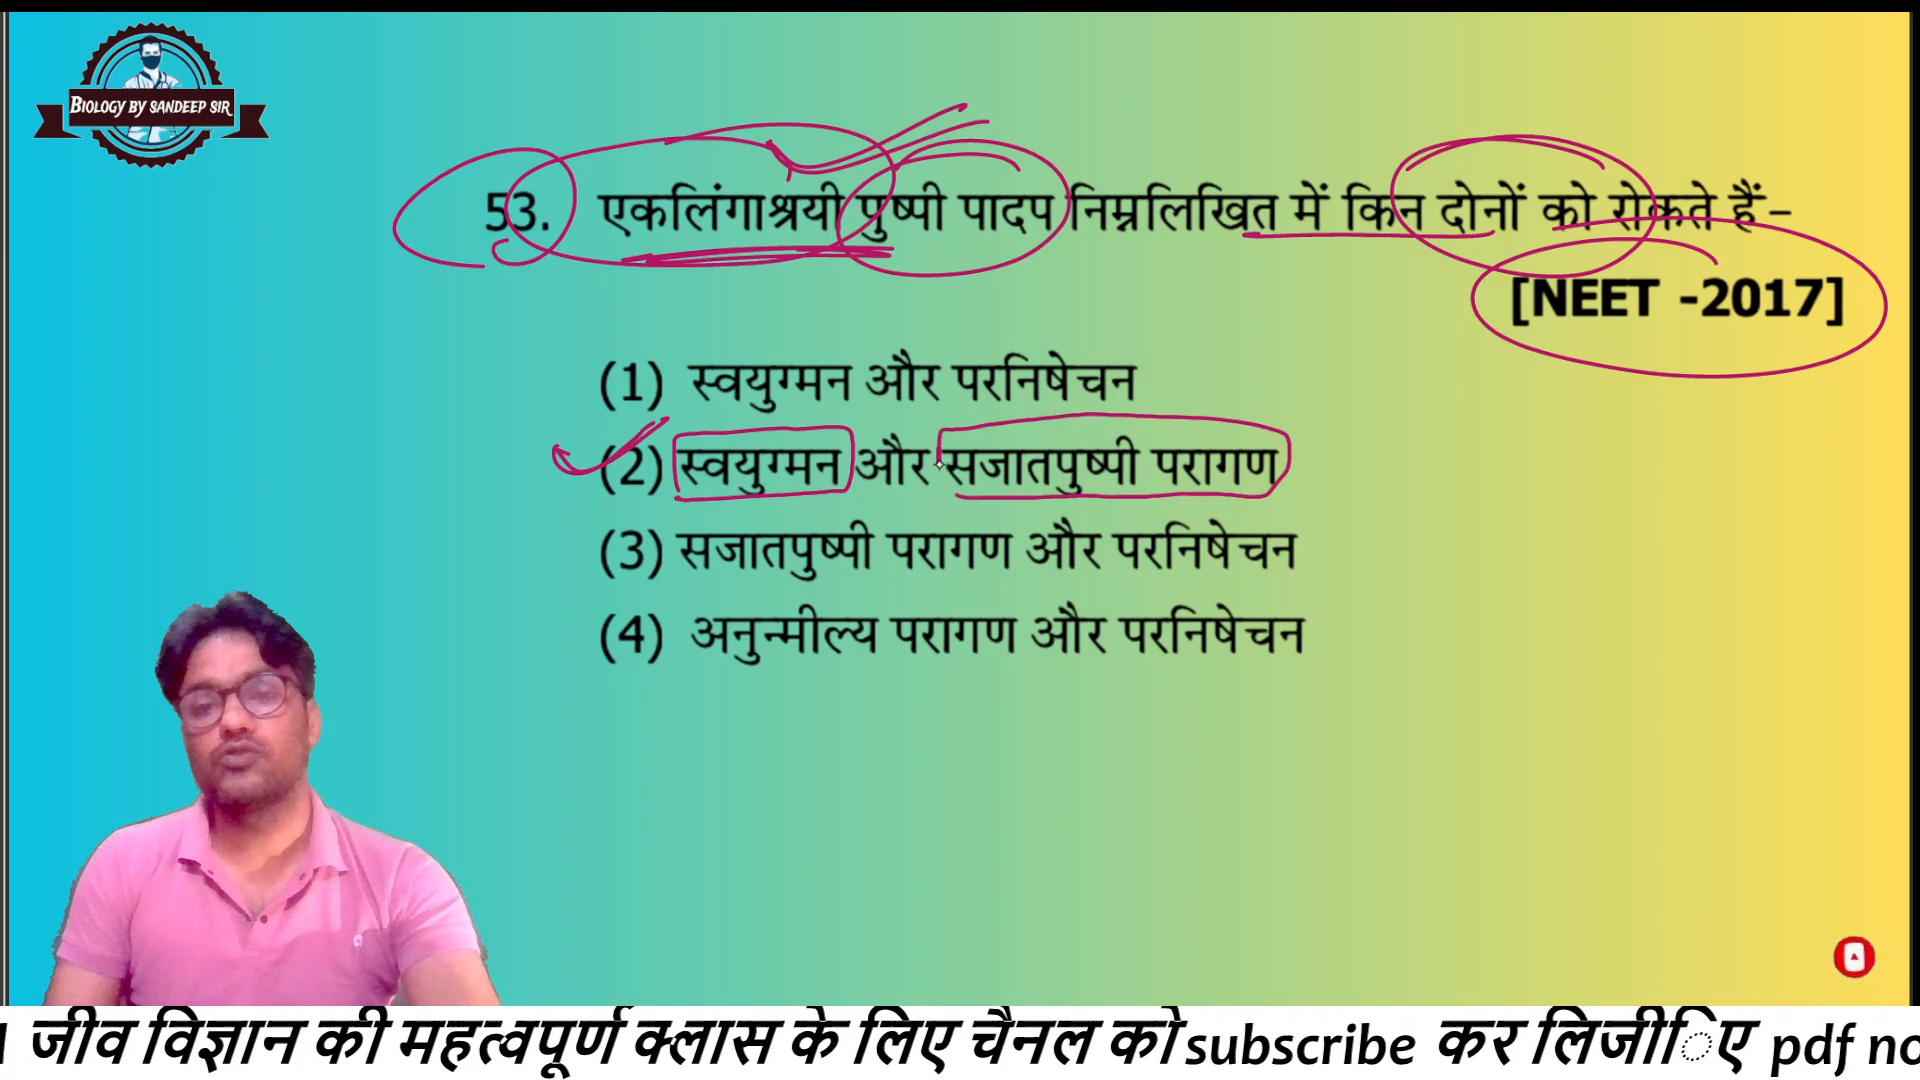 BIOLOGY BY SANDEEP SIR
53. एकलिंगाश्रयी पुष्पी पादप निम्नलिखित में किन दोनों को रोकते हैं–
[NEET -2017]
(1) स्वयुग्मन और परनिषेचन
(2) स्वयुग्मन और सजातपुष्पी परागण
(3) सजातपुष्पी परागण और परनिषेचन
(4) अनुन्मील्य परागण और परनिषेचन
जीव विज्ञान की महत्वपूर्ण क्लास के लिए चैनल को subscribe कर लिजीिए pdf no